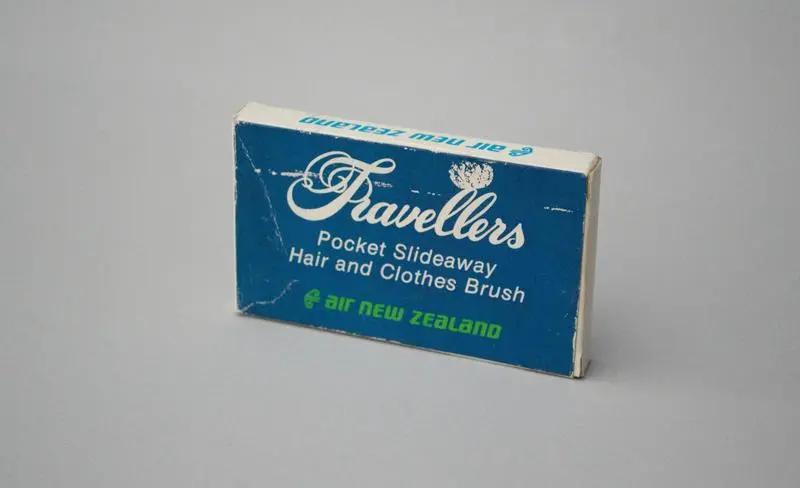 air new zealand
Travellers
Pocket Slideaway
Hair and Clothes Brush
air new zealand